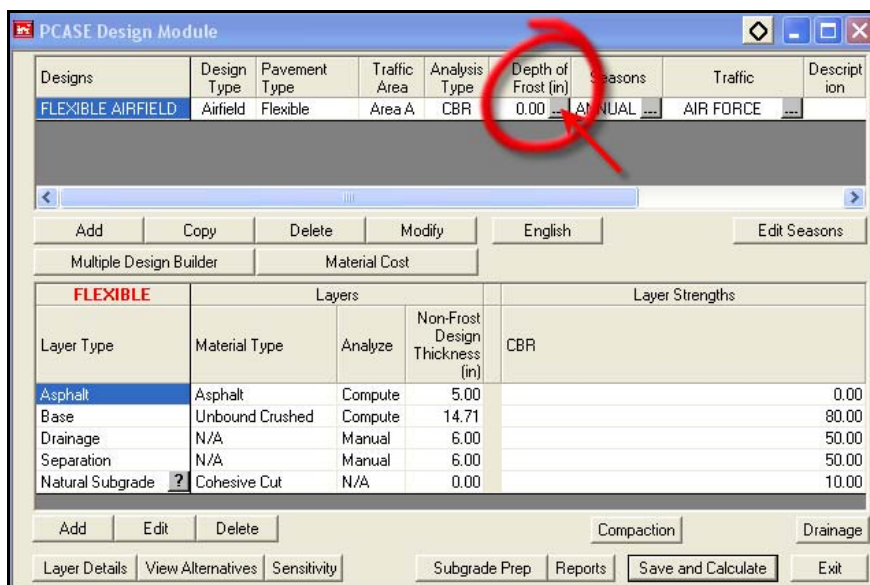 PCASE Design Module
Designs Design Type Pavement Type Traffic Area Analysis Type Depth of Frost (in) Seasons Traffic Description
FLEXIBLE AIRFIELD Airfield Flexible Area A CBR 0.00 ... ANNUAL ... AIR FORCE ...
Add Copy Delete Modify English Edit Seasons
Multiple Design Builder Material Cost
FLEXIBLE Layers Layer Strengths
Layer Type Material Type Analyze Non-Frost Design Thickness (in) CBR
Asphalt Asphalt Compute 5.00 0.00
Base Unbound Crushed Compute 14.71 80.00
Drainage N/A Manual 6.00 50.00
Separation N/A Manual 6.00 50.00
Natural Subgrade ? Cohesive Cut N/A 0.00 10.00
Add Edit Delete Compaction Drainage
Layer Details View Alternatives Sensitivity Subgrade Prep Reports Save and Calculate Exit